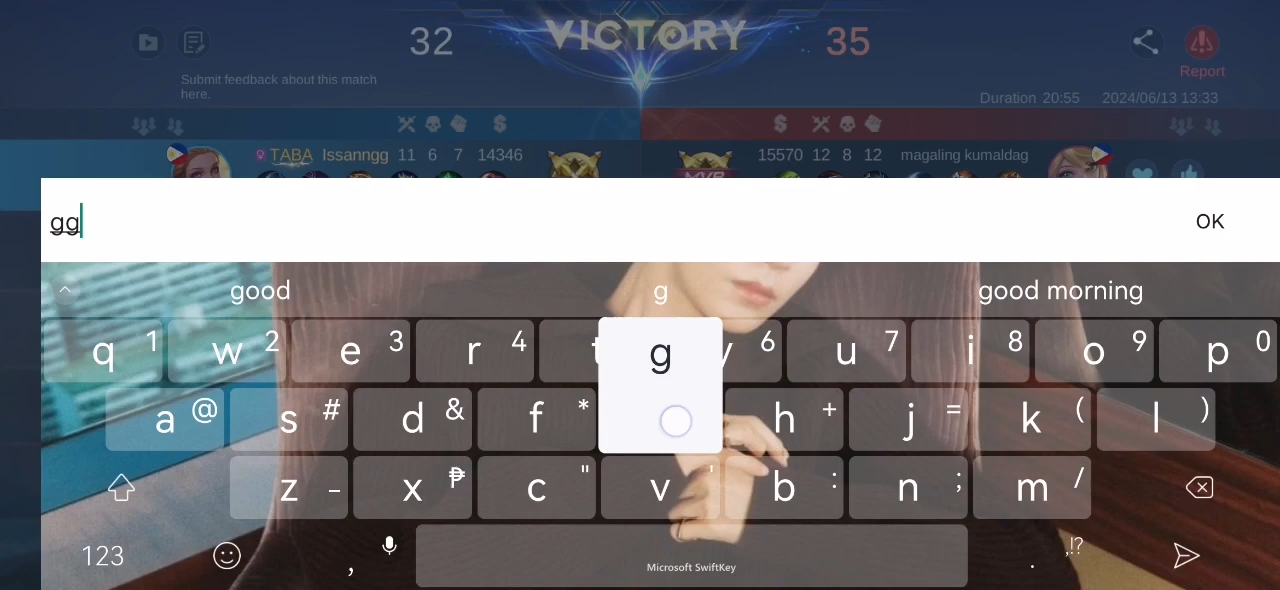 VICTORY
32
35
Submit feedback about this match
here.
Report
Duration 20:55 2024/06/13 13:33
TABA Issanngg 11 6 7 14346
15570 12 8 12 magaling kumaldag
MVP
gg
OK
good g good morning
q 1 w 2 e 3 r 4 t y 6 u 7 i 8 o 9 p 0
g
a @ s # d & f * h + j = k ( l )
z _ x ₱ c " v ' b : n ; m /
123 , Microsoft SwiftKey . ,!?